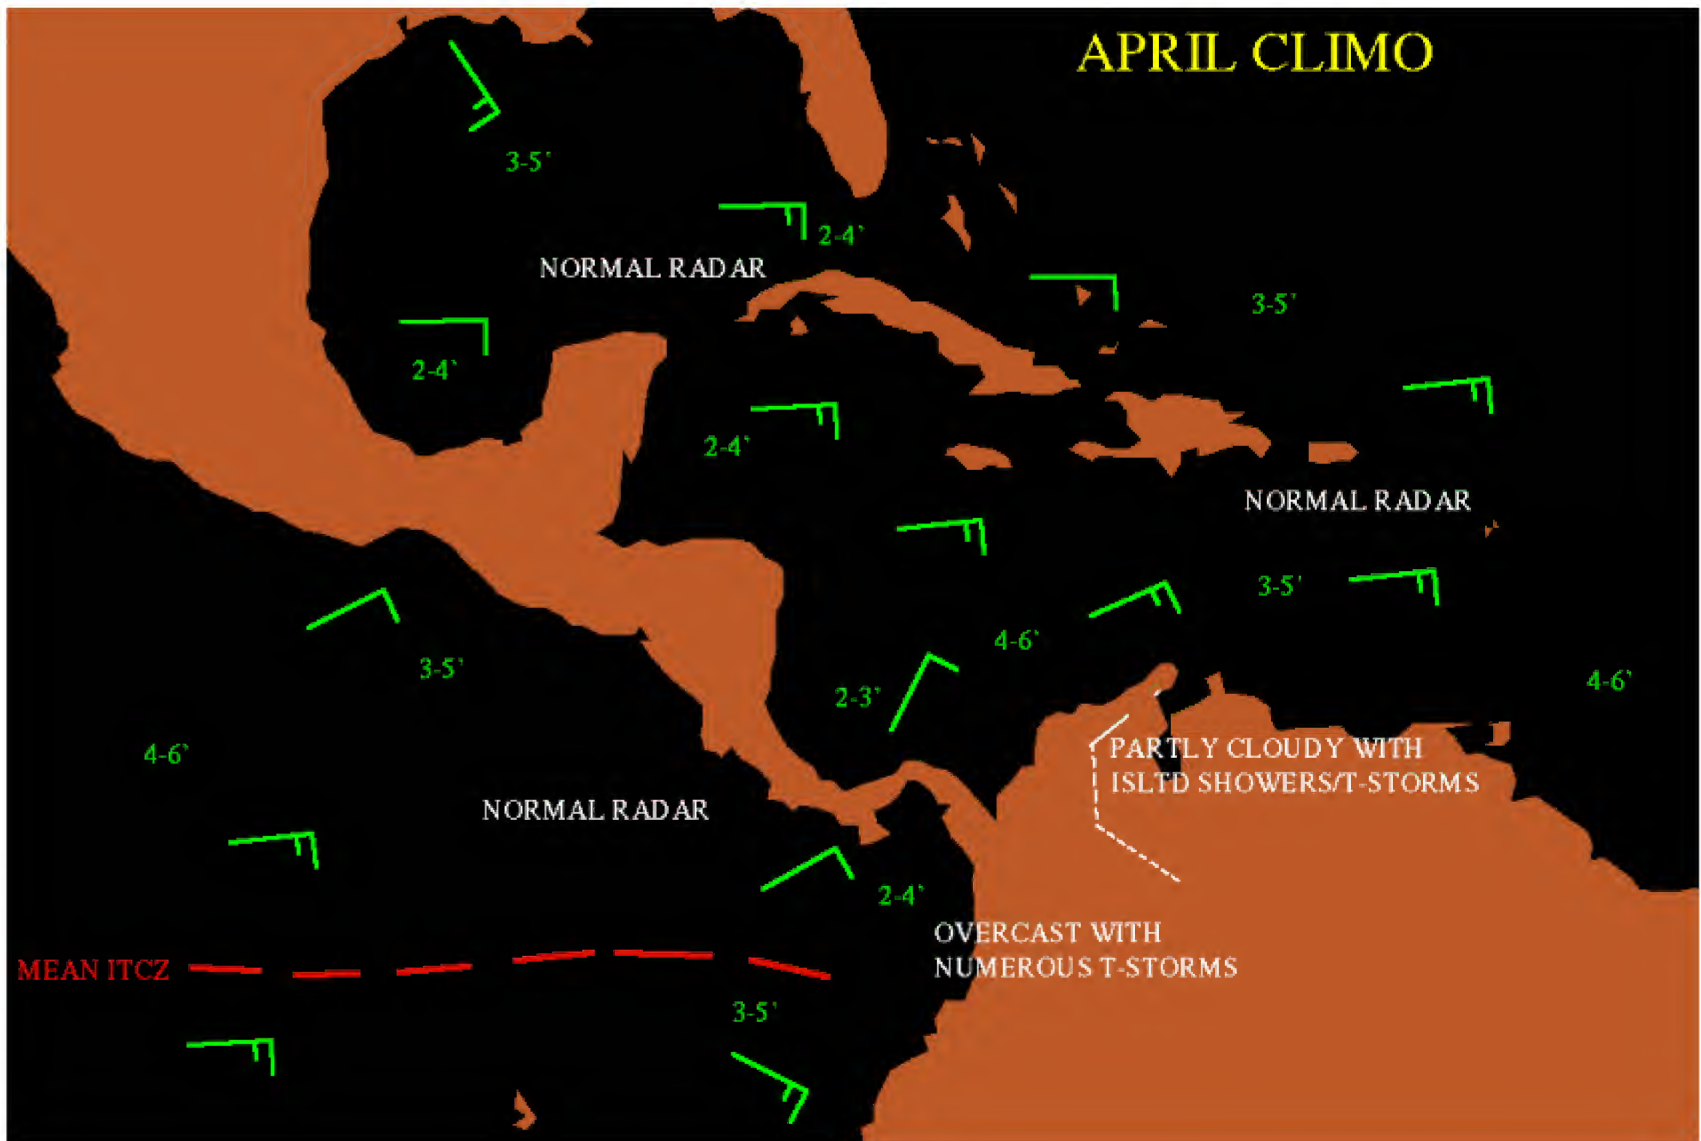 APRIL CLIMO
3-5'
2-4'
NORMAL RADAR
3-5'
2-4'
2-4'
NORMAL RADAR
3-5'
4-6'
3-5'
2-3'
4-6'
4-6'
PARTLY CLOUDY WITH
ISLTD SHOWERS/T-STORMS
NORMAL RADAR
2-4'
OVERCAST WITH
NUMEROUS T-STORMS
MEAN ITCZ
3-5'